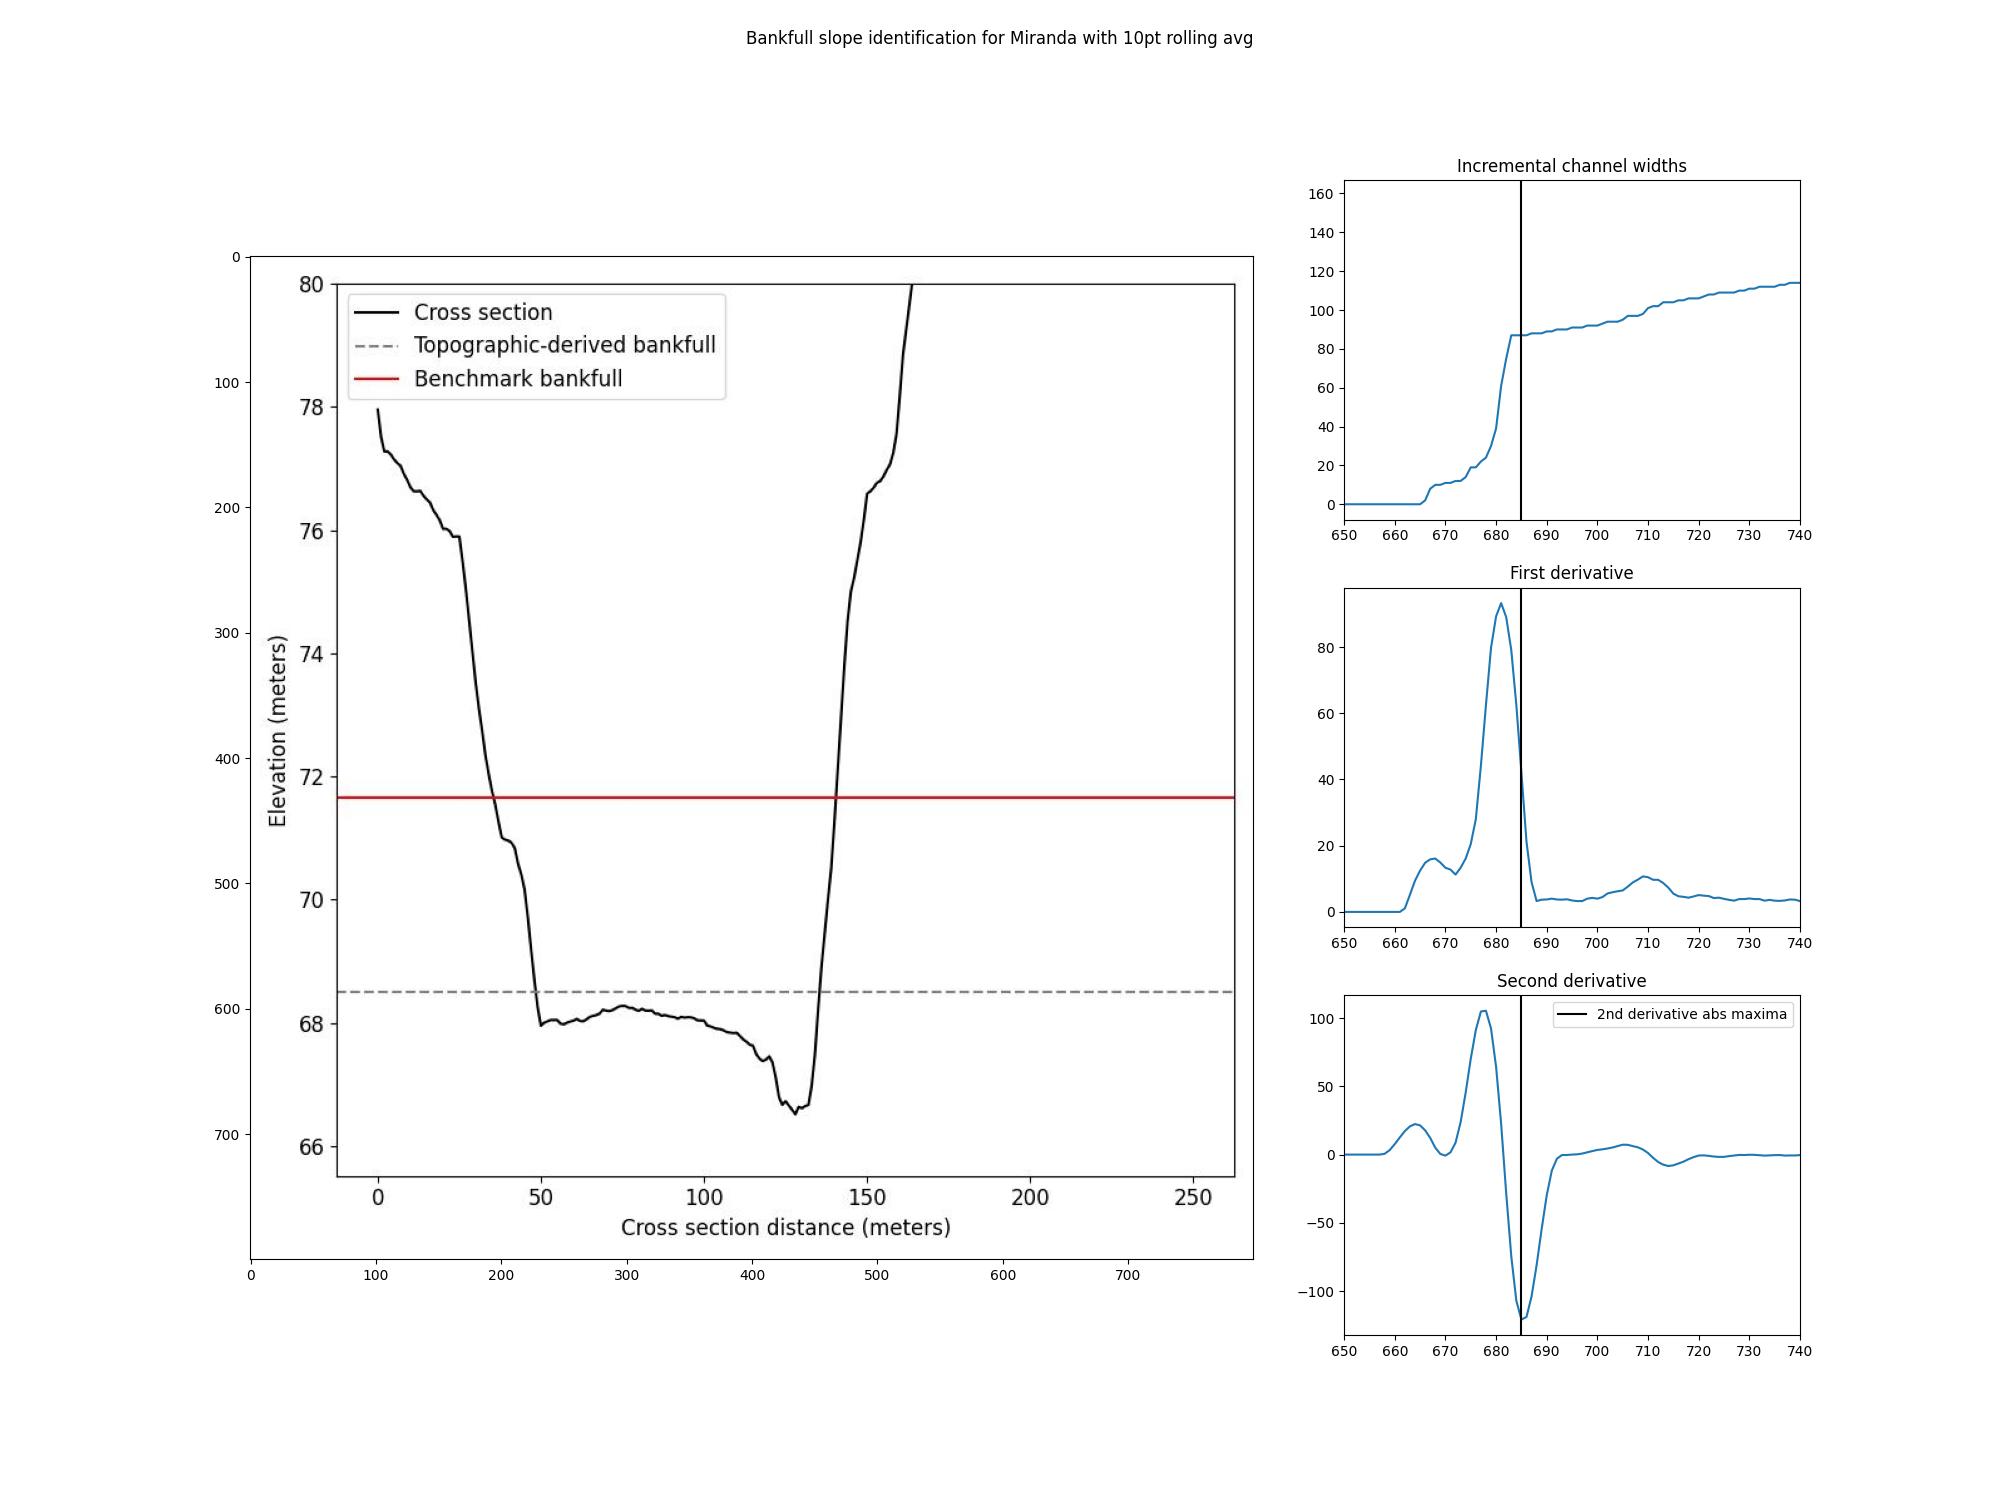 Bankfull slope identification for Miranda with 10pt rolling avg
0
100
200
300
400
500
600
700
0 100 200 300 400 500 600 700
80
78
76
74
72
70
68
66
Elevation (meters)
Cross section
Topographic-derived bankfull
Benchmark bankfull
0 50 100 150 200 250
Cross section distance (meters)
Incremental channel widths
160
140
120
100
80
60
40
20
0
650 660 670 680 690 700 710 720 730 740
First derivative
80
60
40
20
0
650 660 670 680 690 700 710 720 730 740
Second derivative
2nd derivative abs maxima
100
50
0
−50
−100
650 660 670 680 690 700 710 720 730 740